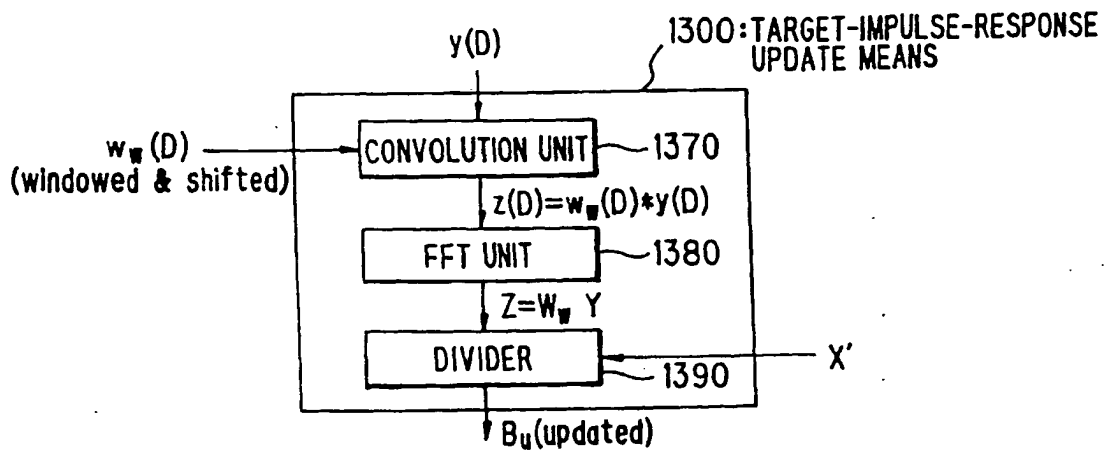 1300:TARGET-IMPULSE-RESPONSE
UPDATE MEANS
y(D)
w_w(D)
(windowed & shifted)
CONVOLUTION UNIT
1370
z(D)=w_w(D)*y(D)
FFT UNIT
1380
Z=W_w Y
DIVIDER
X'
1390
B_u(updated)